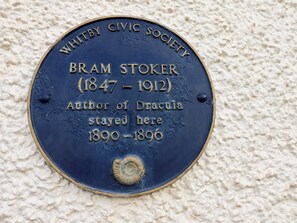 WHITBY CIVIC SOCIETY
BRAM STOKER
(1847 – 1912)
Author of Dracula
stayed here
1890 – 1896